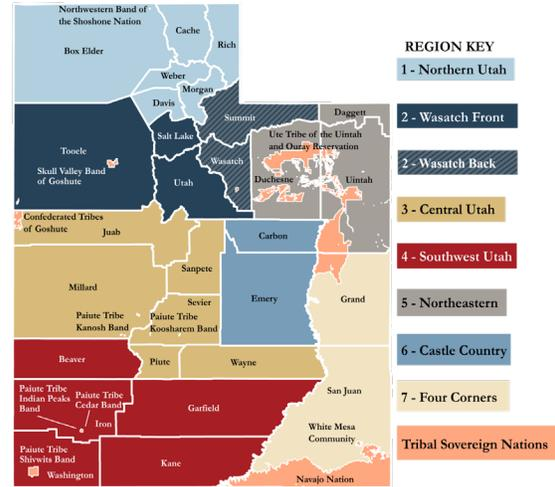 Northwestern Band of
the Shoshone Nation
Cache
Box Elder
Rich
Weber
Morgan
Davis
Summit
Daggett
Salt Lake
Ute Tribe of the Uintah
and Ouray Reservation
Tooele
Wasatch
Skull Valley Band
of Goshute
Utah
Duchesne
Uintah
Confederated Tribes
of Goshute
Juab
Carbon
Sanpete
Millard
Emery
Grand
Sevier
Paiute Tribe
Kanosh Band
Paiute Tribe
Koosharem Band
Beaver
Piute
Wayne
Paiute Tribe
Indian Peaks
Band
Paiute Tribe
Cedar Band
Iron
Garfield
San Juan
White Mesa
Community
Paiute Tribe
Shivwits Band
Washington
Kane
Navajo Nation
REGION KEY
1 - Northern Utah
2 - Wasatch Front
2 - Wasatch Back
3 - Central Utah
4 - Southwest Utah
5 - Northeastern
6 - Castle Country
7 - Four Corners
Tribal Sovereign Nations